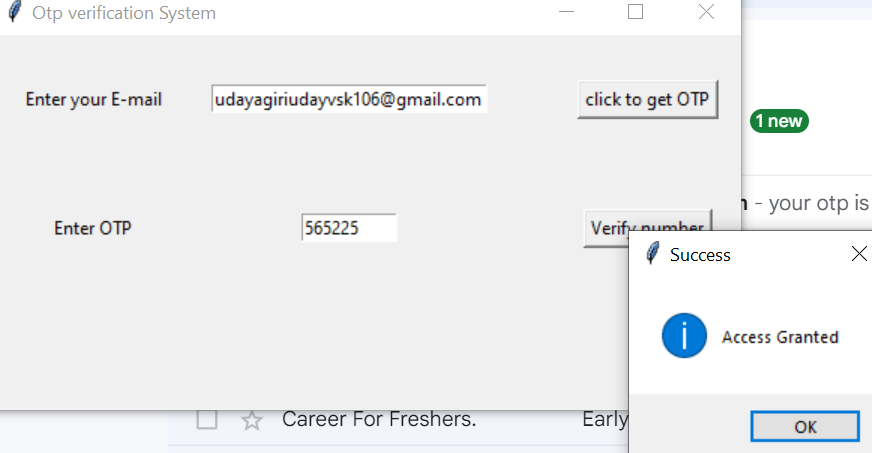 Otp verification System
Enter your E-mail
udayagiriudayvsk106@gmail.com
click to get OTP
1 new
- your otp is
Enter OTP
565225
Verify number
Success
Access Granted
OK
Career For Freshers.
Early